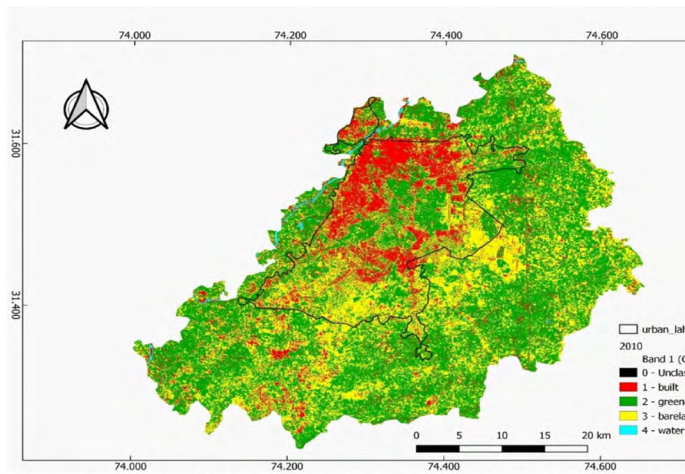 74.000 74.200 74.400 74.600
31.600
31.400
urban_lah
2010
Band 1 (G
0 - Unclas
1 - built
2 - green
3 - barela
4 - water
0 5 10 15 20 km
74.000 74.200 74.400 74.600